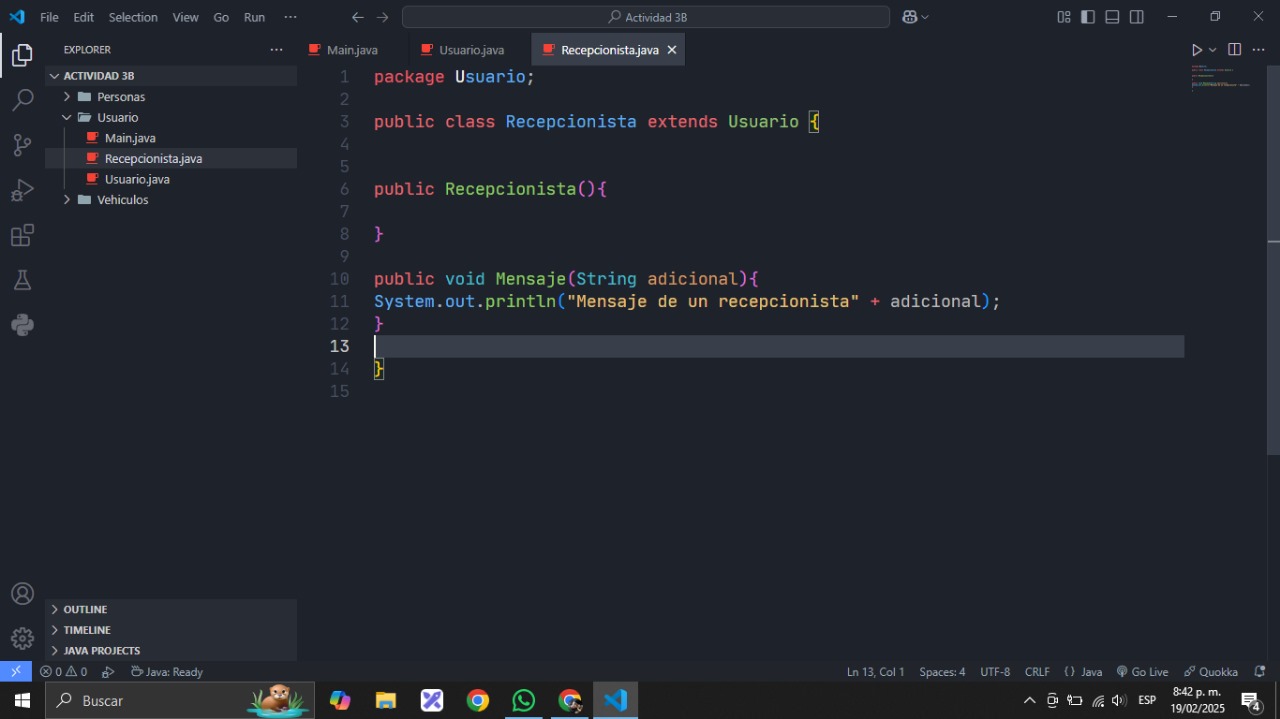 File Edit Selection View Go Run ··· Actividad 3B
EXPLORER ···
Main.java Usuario.java Recepcionista.java
ACTIVIDAD 3B
Personas
Usuario
Main.java
Recepcionista.java
Usuario.java
Vehiculos
1 package Usuario;
2
3 public class Recepcionista extends Usuario {
4
5
6 public Recepcionista(){
7
8 }
9
10 public void Mensaje(String adicional){
11 System.out.println("Mensaje de un recepcionista" + adicional);
12 }
13
14 }
15
OUTLINE
TIMELINE
JAVA PROJECTS
0 0 Java: Ready Ln 13, Col 1 Spaces: 4 UTF-8 CRLF {} Java Go Live Quokka
Buscar ESP 8:42 p. m.
19/02/2025 4